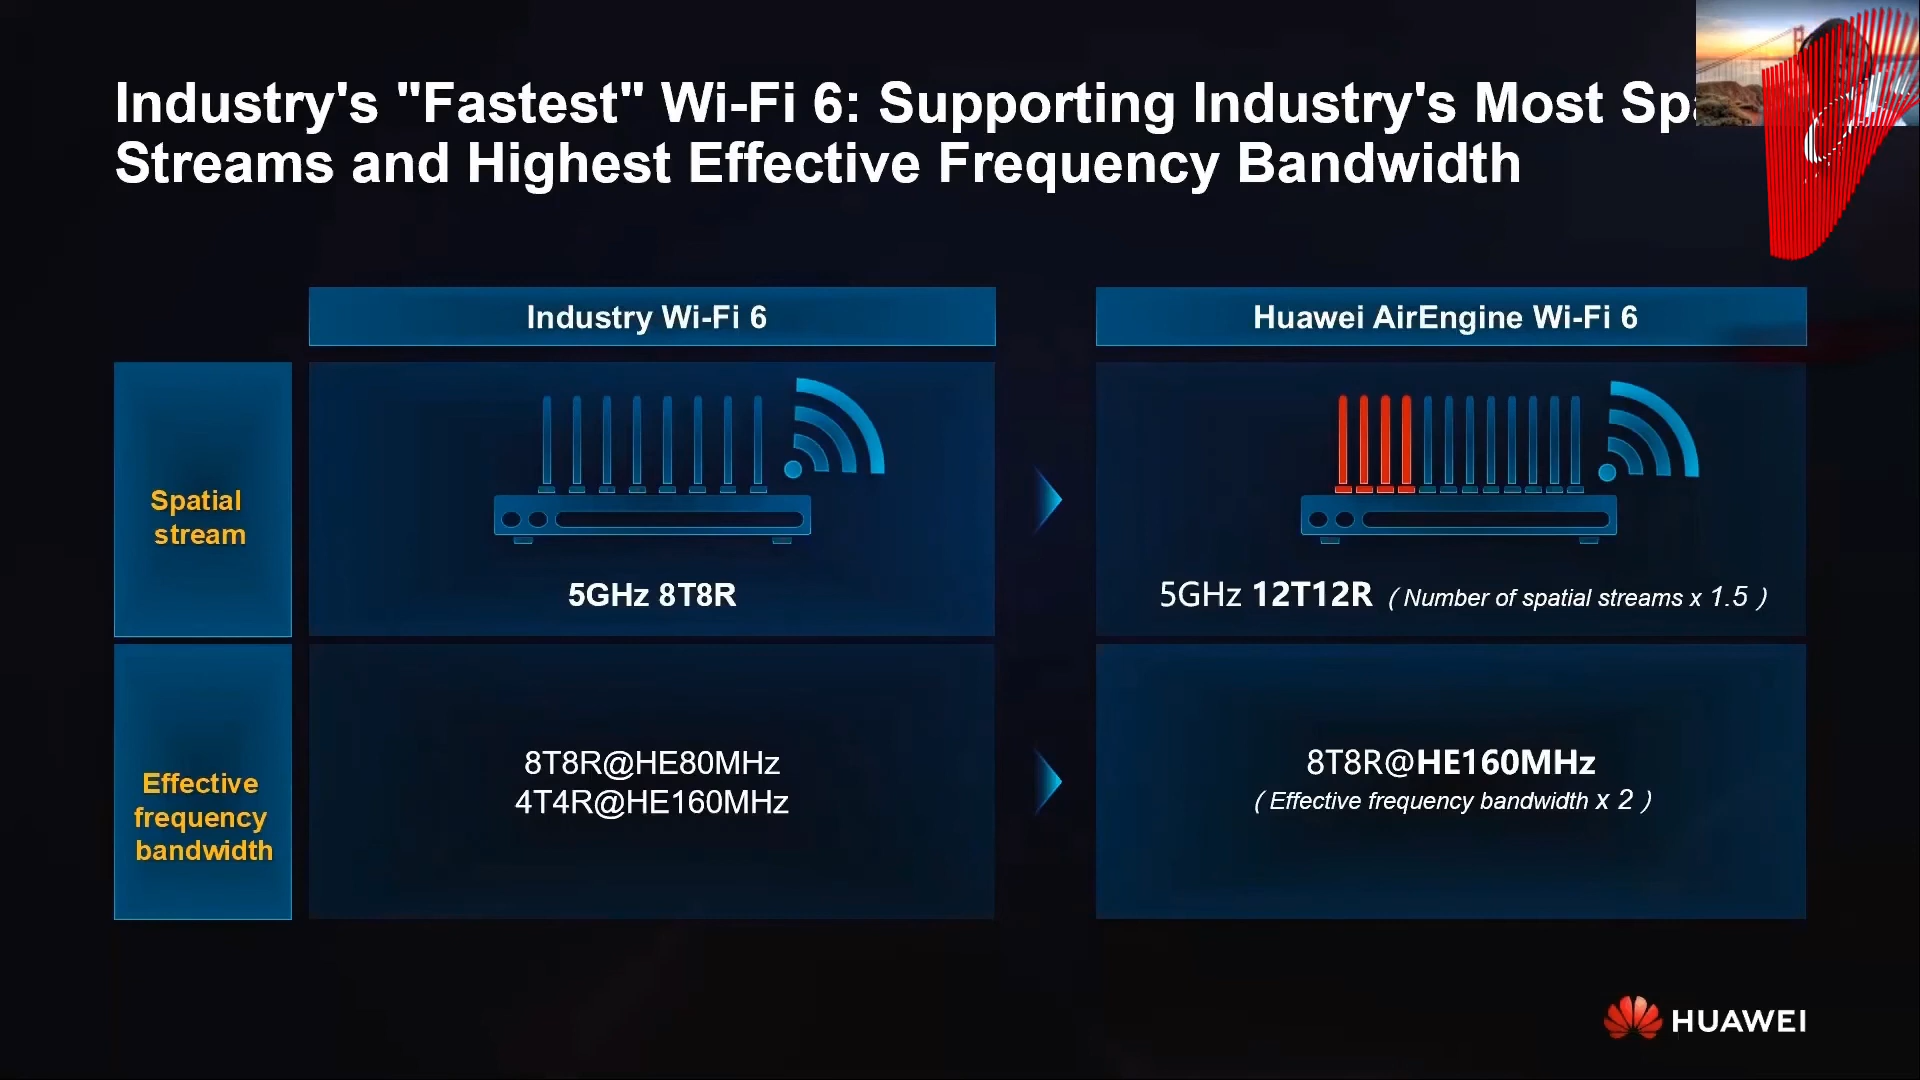 Industry's "Fastest" Wi-Fi 6: Supporting Industry's Most
Streams and Highest Effective Frequency Bandwidth
Industry Wi-Fi 6
Huawei AirEngine Wi-Fi 6
Spatial
stream
5GHz 8T8R
5GHz 12T12R ( Number of spatial streams x 1.5 )
Effective
frequency
bandwidth
8T8R@HE80MHz
4T4R@HE160MHz
8T8R@HE160MHz
( Effective frequency bandwidth x 2 )
HUAWEI